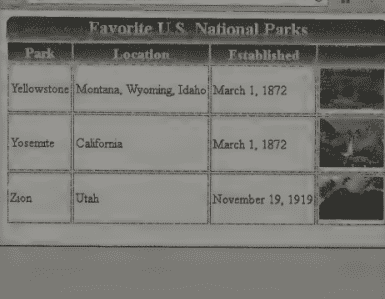 Favorite U.S. National Parks
Park Location Established
Yellowstone Montana, Wyoming, Idaho March 1, 1872
Yosemite California March 1, 1872
Zion Utah November 19, 1919